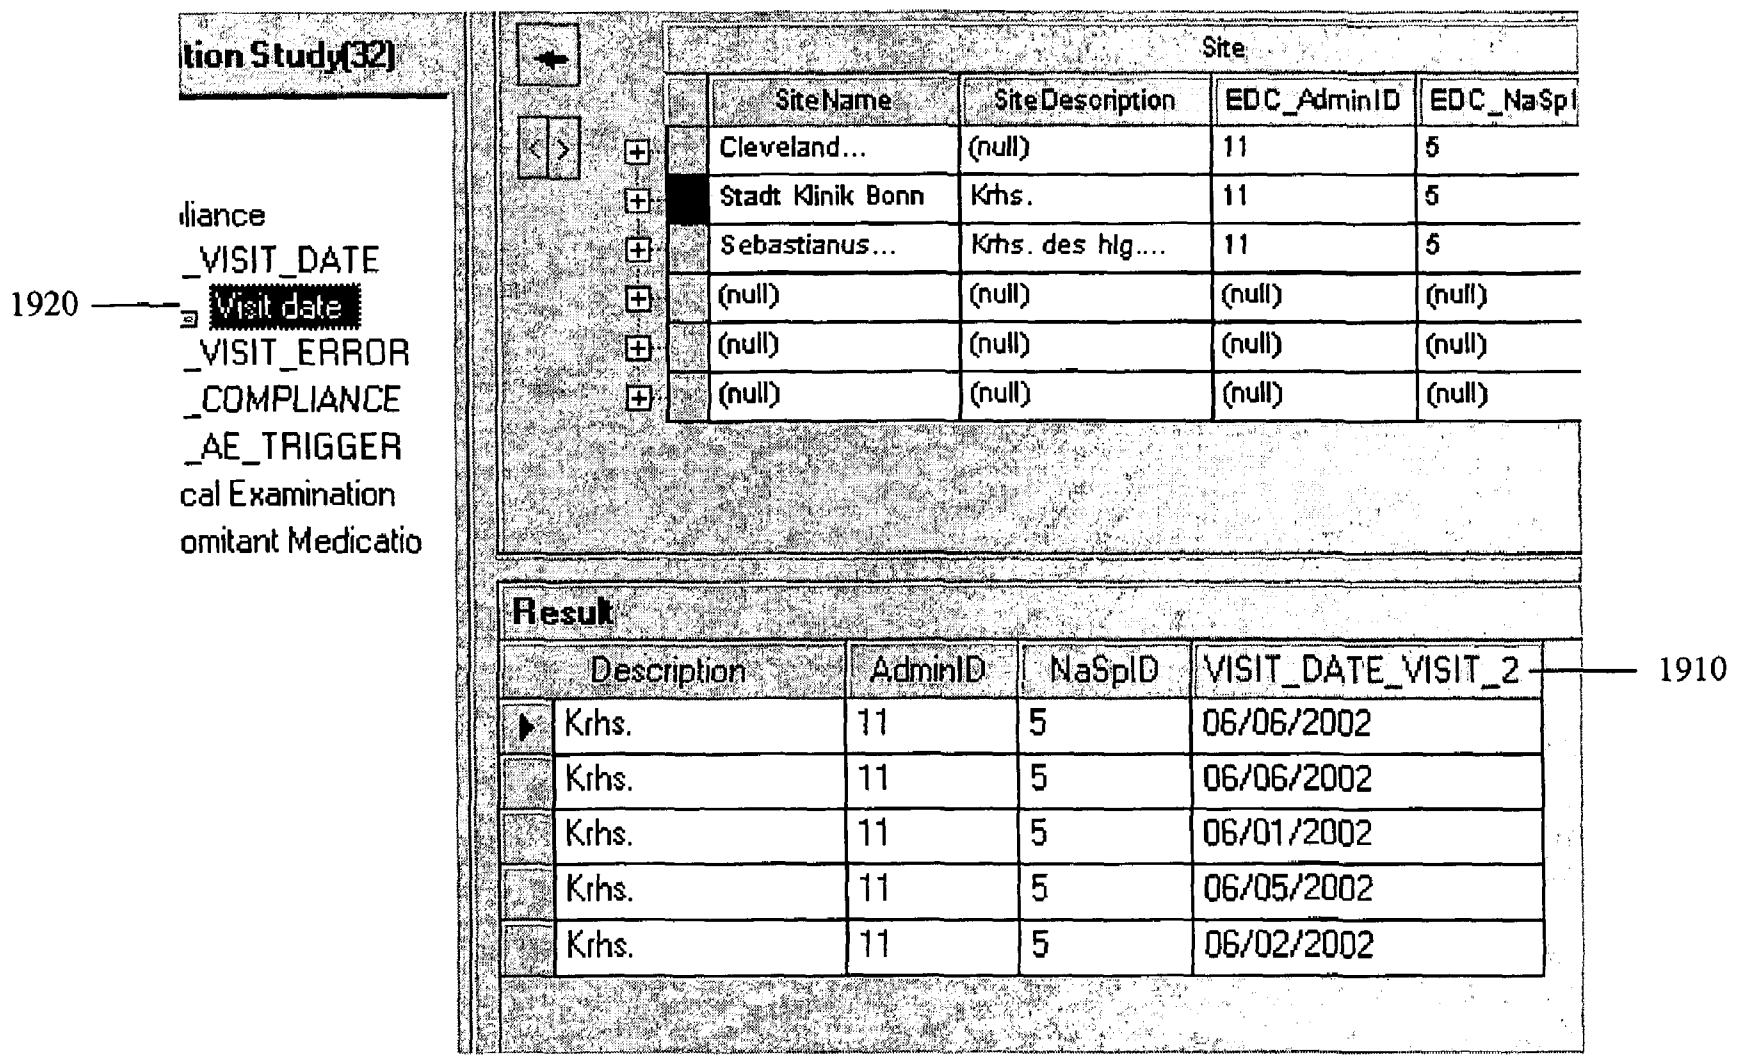 tion Study(32)
liance
_VISIT_DATE
1920
Visit date
_VISIT_ERROR
_COMPLIANCE
_AE_TRIGGER
cal Examination
omitant Medicatio
Site
SiteName SiteDescription EDC_AdminID EDC_NaSpI
Cleveland... (null) 11 5
Stadt Klinik Bonn Krhs. 11 5
Sebastianus... Krhs. des hlg.... 11 5
(null) (null) (null) (null)
(null) (null) (null) (null)
(null) (null) (null) (null)
Result
Description AdminID NaSpID VISIT_DATE_VISIT_2 1910
Krhs. 11 5 06/06/2002
Krhs. 11 5 06/06/2002
Krhs. 11 5 06/01/2002
Krhs. 11 5 06/05/2002
Krhs. 11 5 06/02/2002